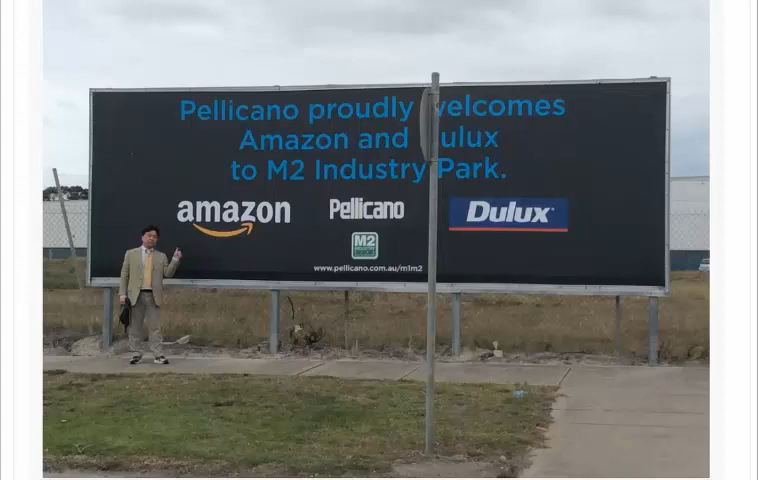 Pellicano proudly welcomes
Amazon and Dulux
to M2 Industry Park.
amazon Pellicano Dulux
M2
www.pellicano.com.au/m1m2